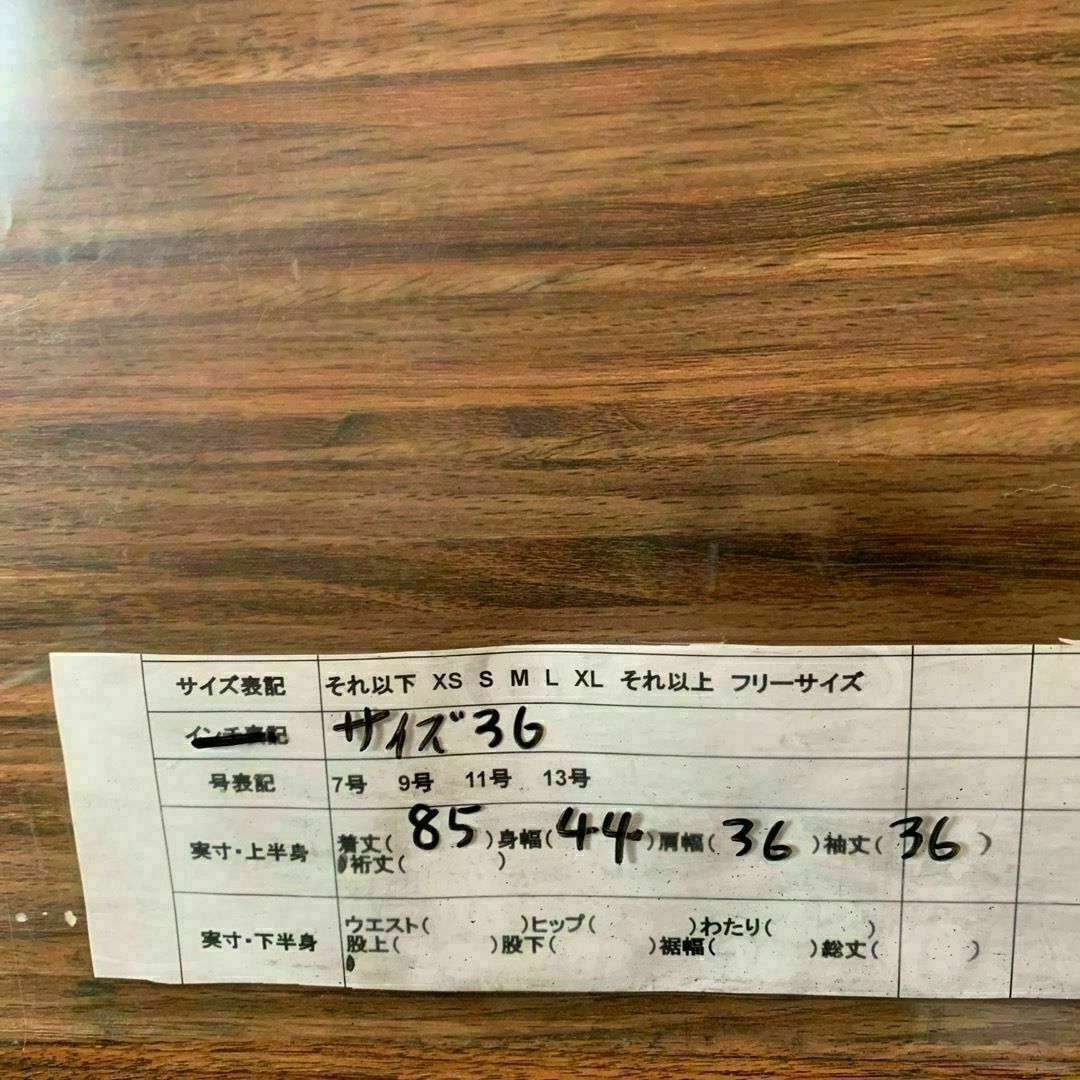 サイズ表記 それ以下 XS S M L XL それ以上 フリーサイズ
インチ表記 サイズ36
号表記 7号 9号 11号 13号
実寸・上半身 着丈( 85 )身幅( 44 )肩幅( 36 )袖丈( 36 )
裄丈( )
実寸・下半身 ウエスト( )ヒップ( )わたり( )
股上( )股下( )裾幅( )総丈( )